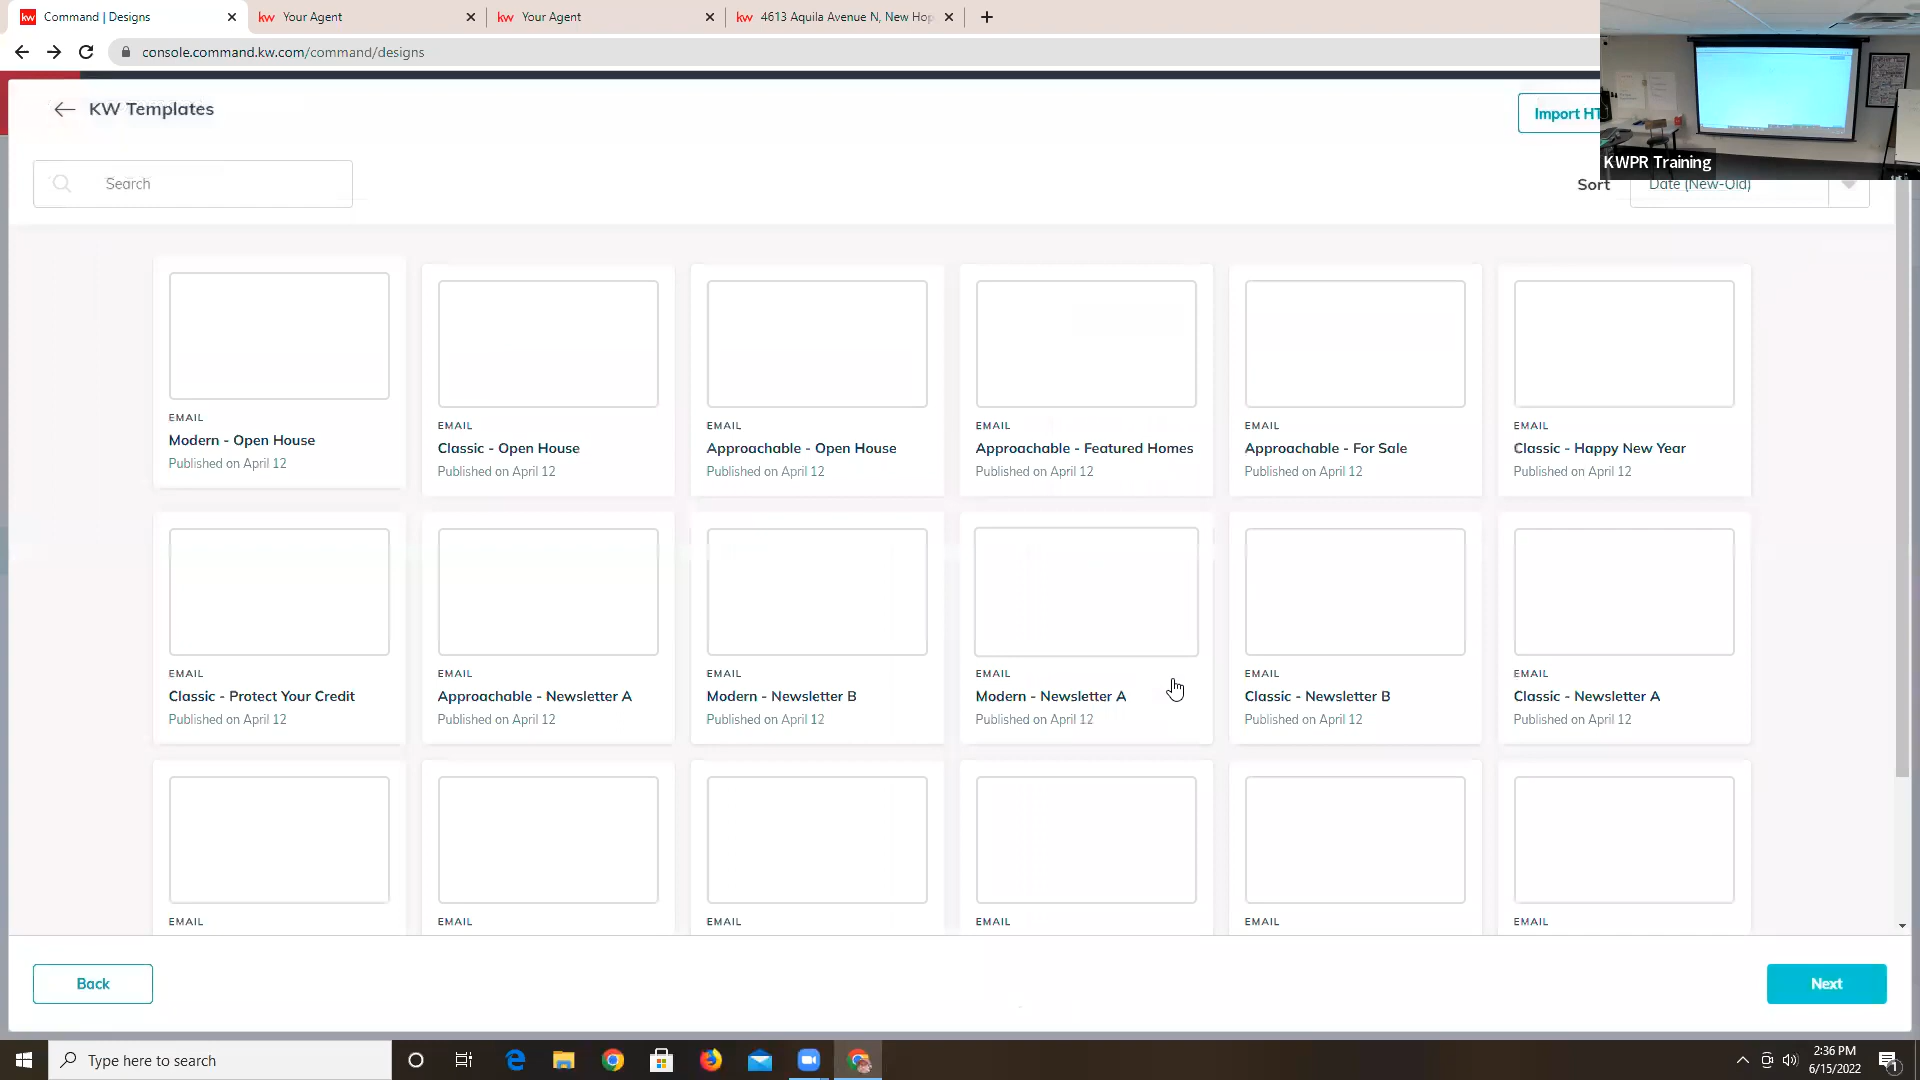 kw Command | Designs
kw Your Agent
kw Your Agent
kw 4613 Aquila Avenue N, New Hop
console.command.kw.com/command/designs
KW Templates
Import HT
KWPR Training
Search
Sort
Date (New-Old)
EMAIL
Modern - Open House
Published on April 12
EMAIL
Classic - Open House
Published on April 12
EMAIL
Approachable - Open House
Published on April 12
EMAIL
Approachable - Featured Homes
Published on April 12
EMAIL
Approachable - For Sale
Published on April 12
EMAIL
Classic - Happy New Year
Published on April 12
EMAIL
Classic - Protect Your Credit
Published on April 12
EMAIL
Approachable - Newsletter A
Published on April 12
EMAIL
Modern - Newsletter B
Published on April 12
EMAIL
Modern - Newsletter A
Published on April 12
EMAIL
Classic - Newsletter B
Published on April 12
EMAIL
Classic - Newsletter A
Published on April 12
EMAIL
EMAIL
EMAIL
EMAIL
EMAIL
EMAIL
Back
Next
Type here to search
2:36 PM
6/15/2022
1